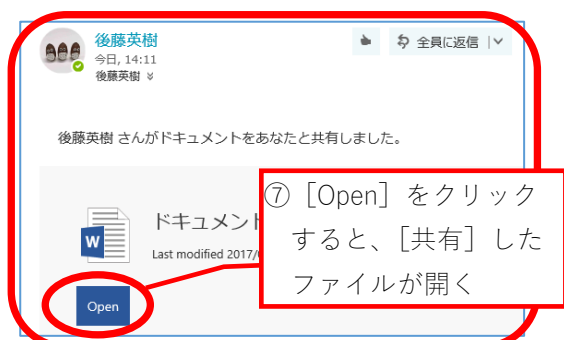 後藤英樹
今日, 14:11
後藤英樹
全員に返信
後藤英樹 さんがドキュメントをあなたと共有しました。
ドキュメント
Last modified 2017/
W
Open
⑦ [Open] をクリック
すると、[共有] した
ファイルが開く